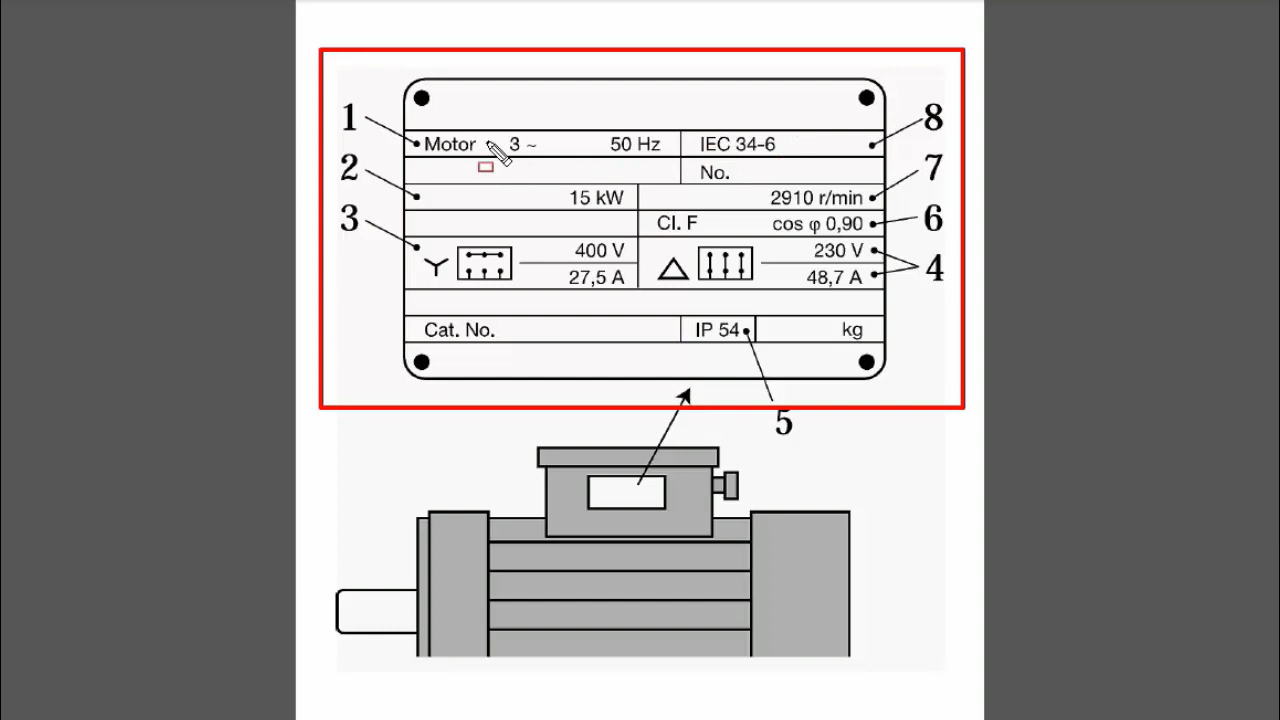 1 Motor 3 ~ 50 Hz IEC 34-6 8
2 No. 7
15 kW 2910 r/min
3 Cl. F cos φ 0,90 6
400 V 230 V
27,5 A 48,7 A 4
Cat. No. IP 54 kg
5